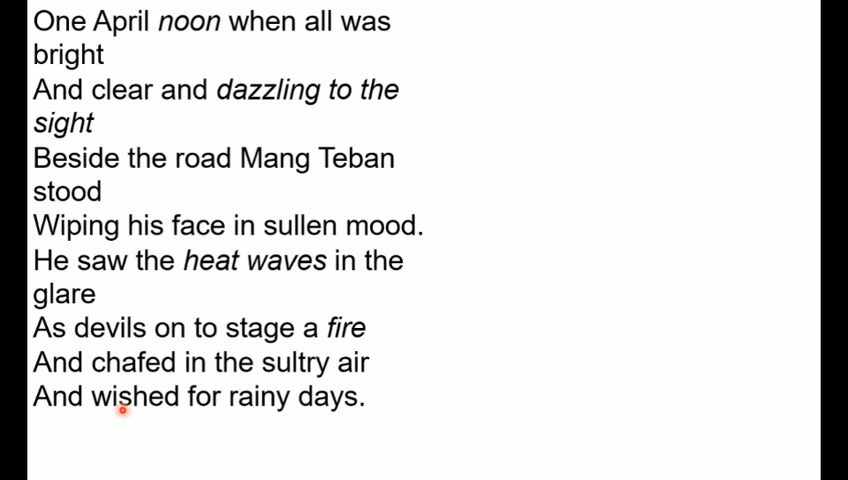 One April noon when all was
bright
And clear and dazzling to the
sight
Beside the road Mang Teban
stood
Wiping his face in sullen mood.
He saw the heat waves in the
glare
As devils on to stage a fire
And chafed in the sultry air
And wished for rainy days.